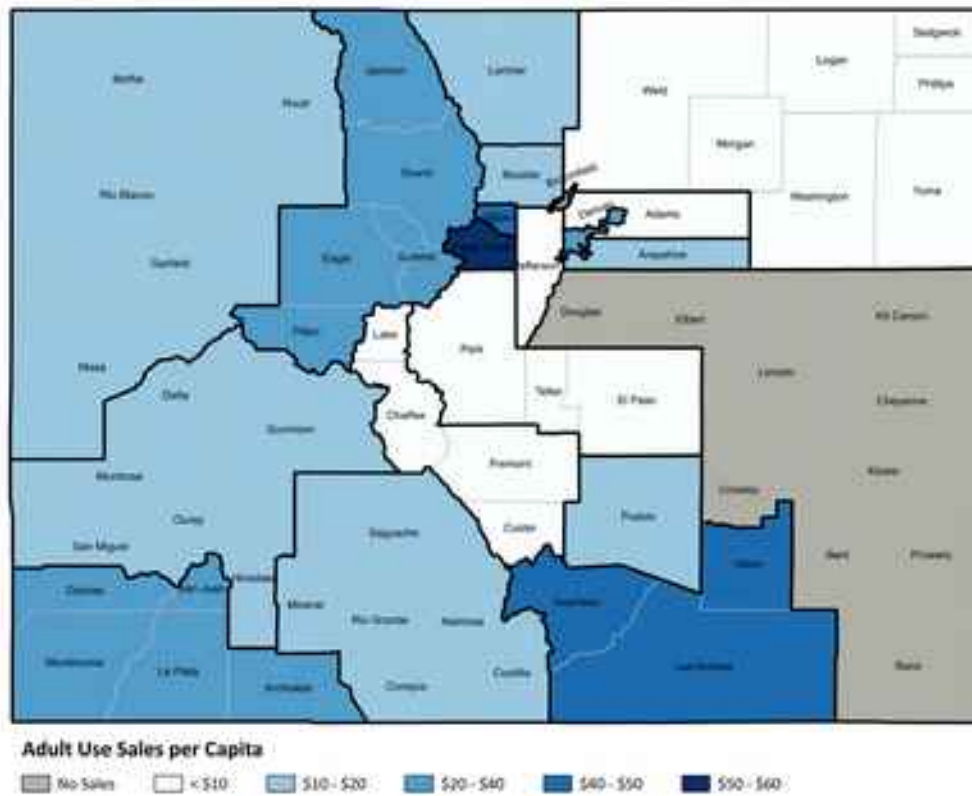 Sedgwick
Logan
Jackson
Larimer
Weld
Phillips
Moffat
Routt
Morgan
Boulder
Grand
Washington
Yuma
Rio Blanco
Denver
Adams
Garfield
Eagle
Summit
Jefferson
Arapahoe
Douglas
Elbert
Kit Carson
Pitkin
Lake
Park
Mesa
Lincoln
Delta
Teller
El Paso
Cheyenne
Chaffee
Gunnison
Fremont
Kiowa
Montrose
Crowley
Ouray
Saguache
Custer
Pueblo
San Miguel
Bent
Prowers
Dolores
San Juan
Hinsdale
Otero
Mineral
Huerfano
Rio Grande
Alamosa
Montezuma
La Plata
Las Animas
Baca
Archuleta
Conejos
Costilla
Adult Use Sales per Capita
No Sales < $10 $10 - $20 $20 - $40 $40 - $50 $50 - $60